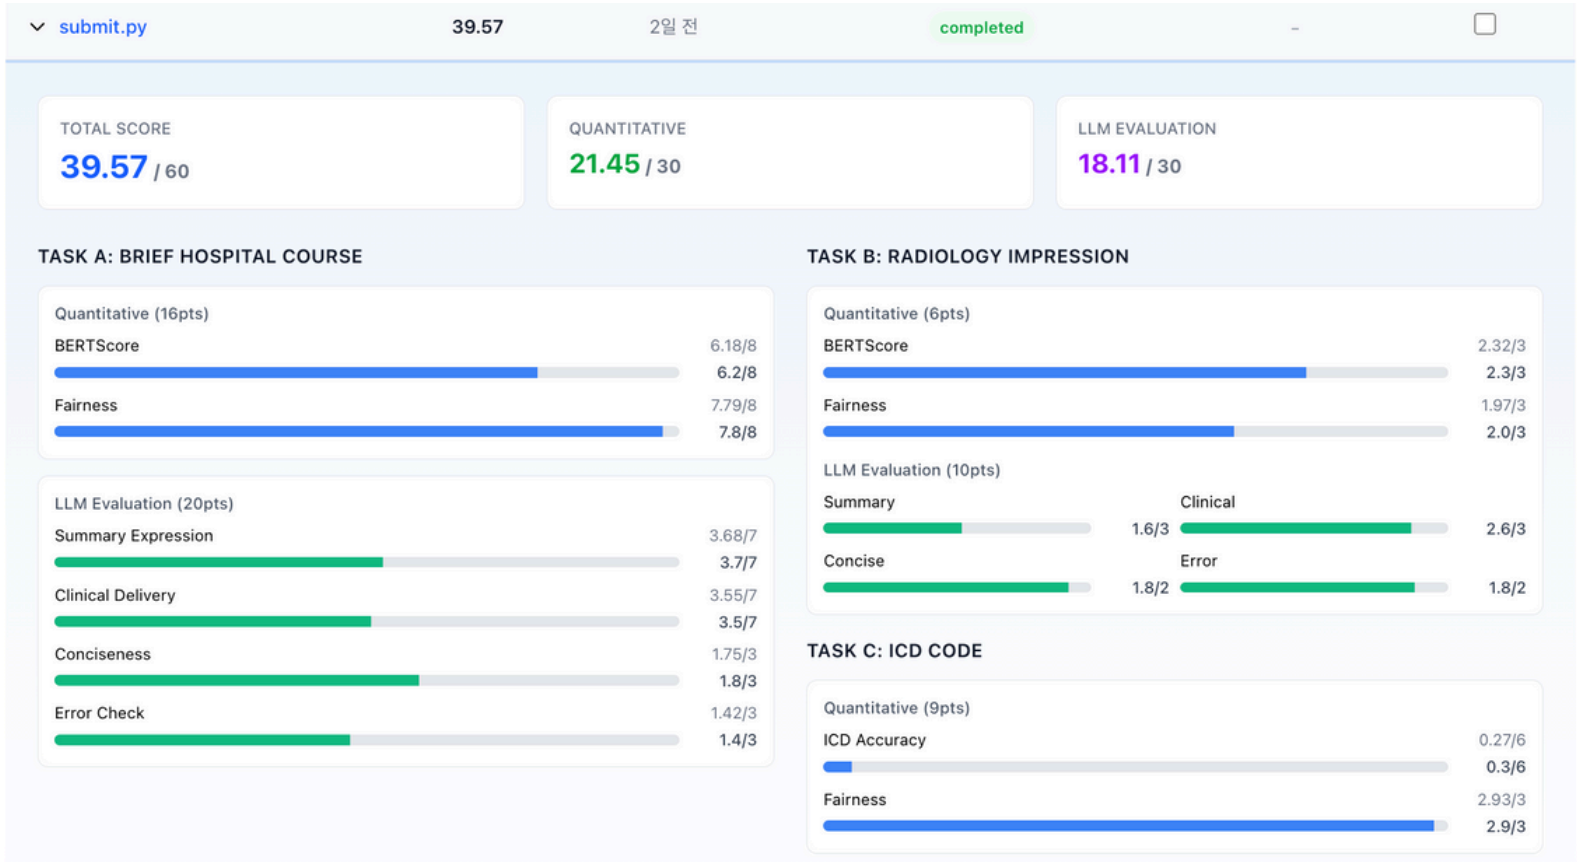 submit.py 39.57 2일 전 completed -
TOTAL SCORE
39.57 / 60
QUANTITATIVE
21.45 / 30
LLM EVALUATION
18.11 / 30
TASK A: BRIEF HOSPITAL COURSE
Quantitative (16pts)
BERTScore 6.18/8
6.2/8
Fairness 7.79/8
7.8/8
LLM Evaluation (20pts)
Summary Expression 3.68/7
3.7/7
Clinical Delivery 3.55/7
3.5/7
Conciseness 1.75/3
1.8/3
Error Check 1.42/3
1.4/3
TASK B: RADIOLOGY IMPRESSION
Quantitative (6pts)
BERTScore 2.32/3
2.3/3
Fairness 1.97/3
2.0/3
LLM Evaluation (10pts)
Summary Clinical
1.6/3 2.6/3
Concise Error
1.8/2 1.8/2
TASK C: ICD CODE
Quantitative (9pts)
ICD Accuracy 0.27/6
0.3/6
Fairness 2.93/3
2.9/3